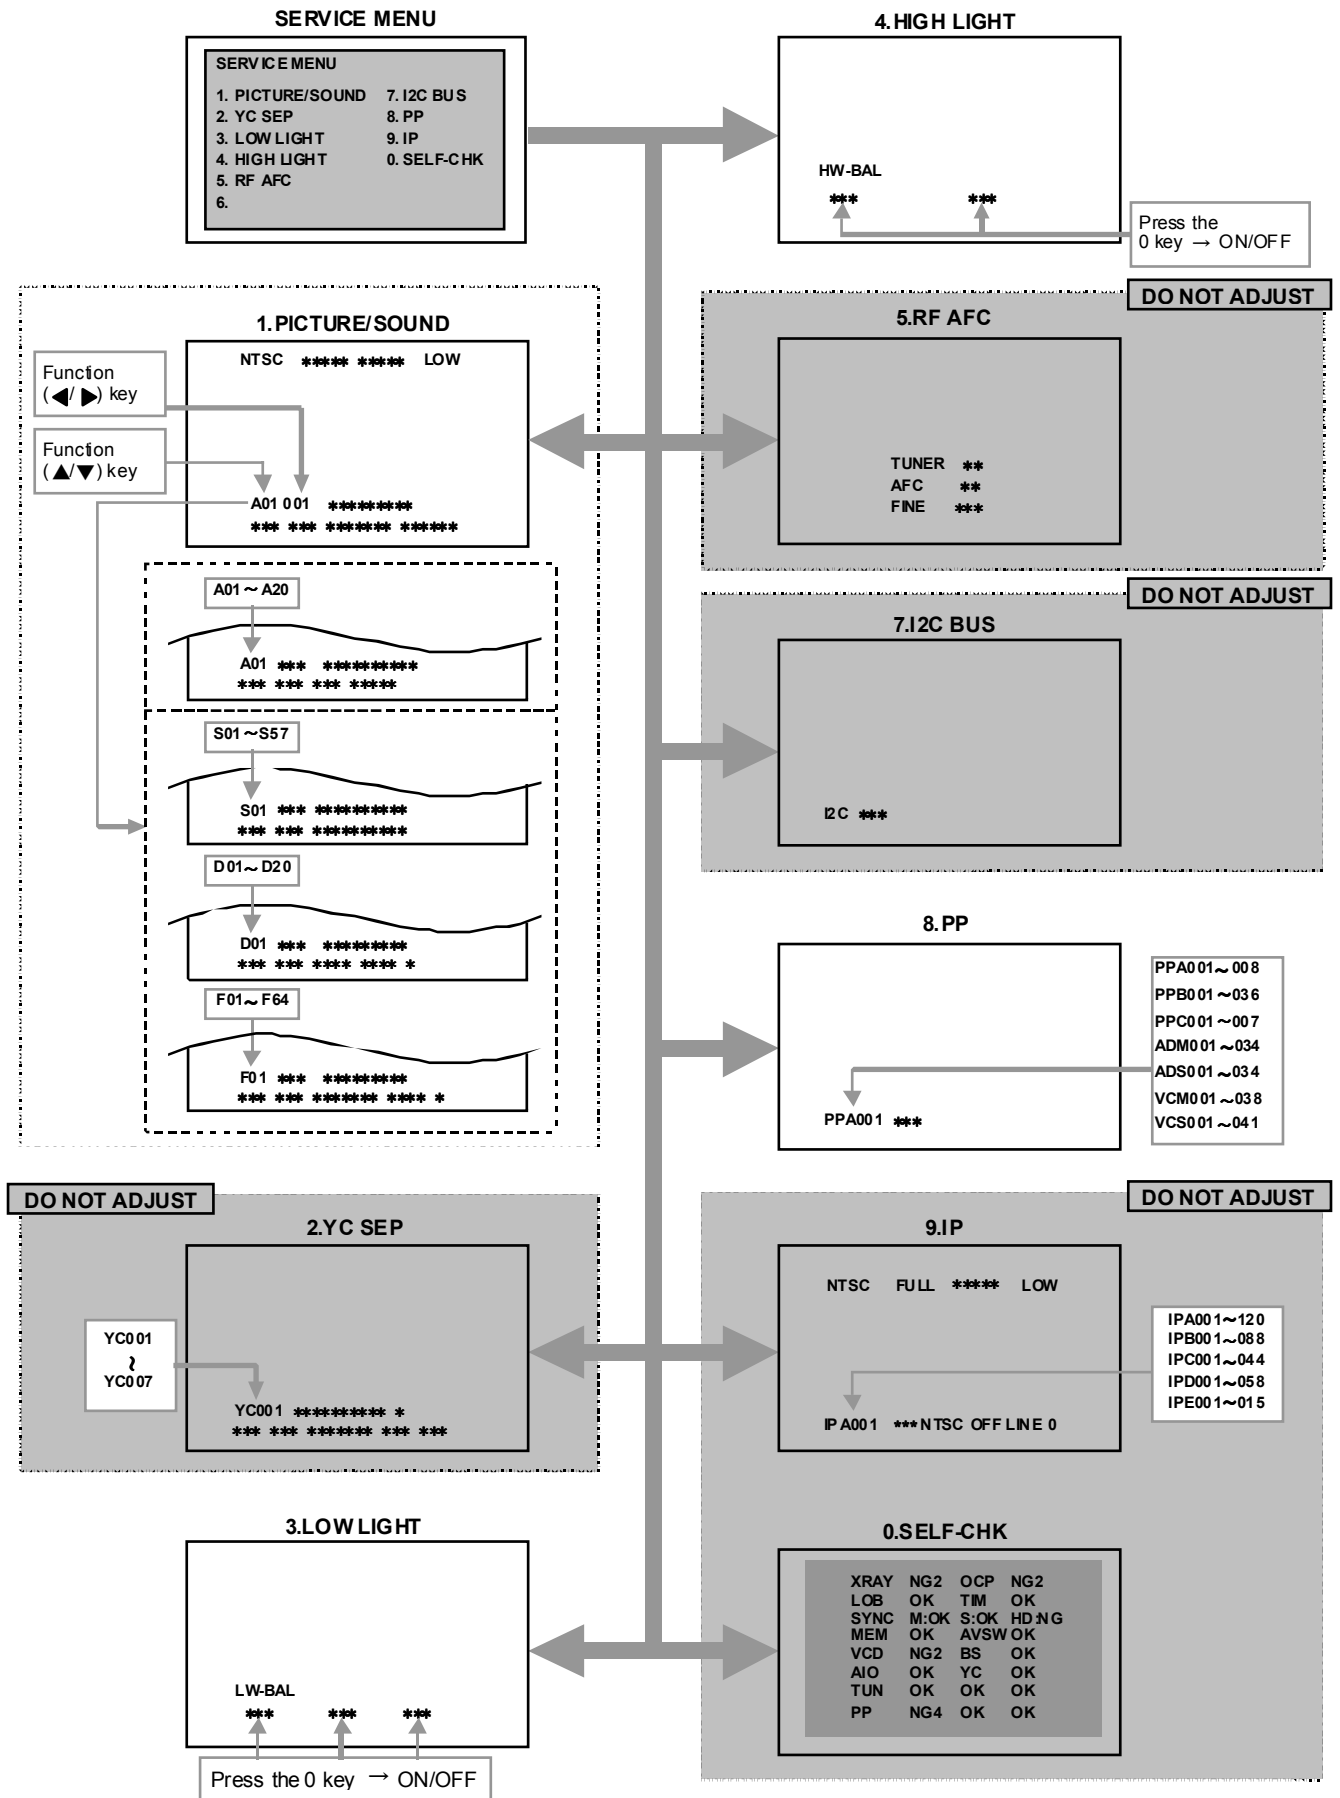 SERVICE MENU
SERVICE MENU
1. PICTURE/SOUND 7. I2C BUS
2. YC SEP 8. PP
3. LOW LIGHT 9. IP
4. HIGH LIGHT 0. SELF-CHK
5. RF AFC
6.
4.HIGH LIGHT
HW-BAL
*** ***
Press the
0 key → ON/OFF
1.PICTURE/SOUND
NTSC ***** ***** LOW
Function
(◀/ ▶) key
Function
(▲/▼) key
A01 001 *********
*** *** ******* ******
A01～A20
A01 *** **********
*** *** *** *****
S01～S57
S01 *** **********
*** *** **********
D01～D20
D01 *** *********
*** *** **** **** *
F01～F64
F01 *** *********
*** *** ******* **** *
DO NOT ADJUST
5.RF AFC
TUNER **
AFC **
FINE ***
DO NOT ADJUST
7.I2C BUS
I2C ***
8.PP
PPA001 ***
PPA001～008
PPB001～036
PPC001～007
ADM001～034
ADS001～034
VCM001～038
VCS001～041
DO NOT ADJUST
2.YC SEP
YC001
～
YC007
YC001 ********** *
*** *** ******* *** ***
DO NOT ADJUST
9.IP
NTSC FULL ***** LOW
IPA001 ***NTSC OFF LINE 0
IPA001～120
IPB001～088
IPC001～044
IPD001～058
IPE001～015
3.LOW LIGHT
LW-BAL
*** *** ***
Press the 0 key → ON/OFF
0.SELF-CHK
XRAY NG2 OCP NG2
LOB OK TIM OK
SYNC M:OK S:OK HD:NG
MEM OK AVSW OK
VCD NG2 BS OK
AIO OK YC OK
TUN OK OK OK
PP NG4 OK OK